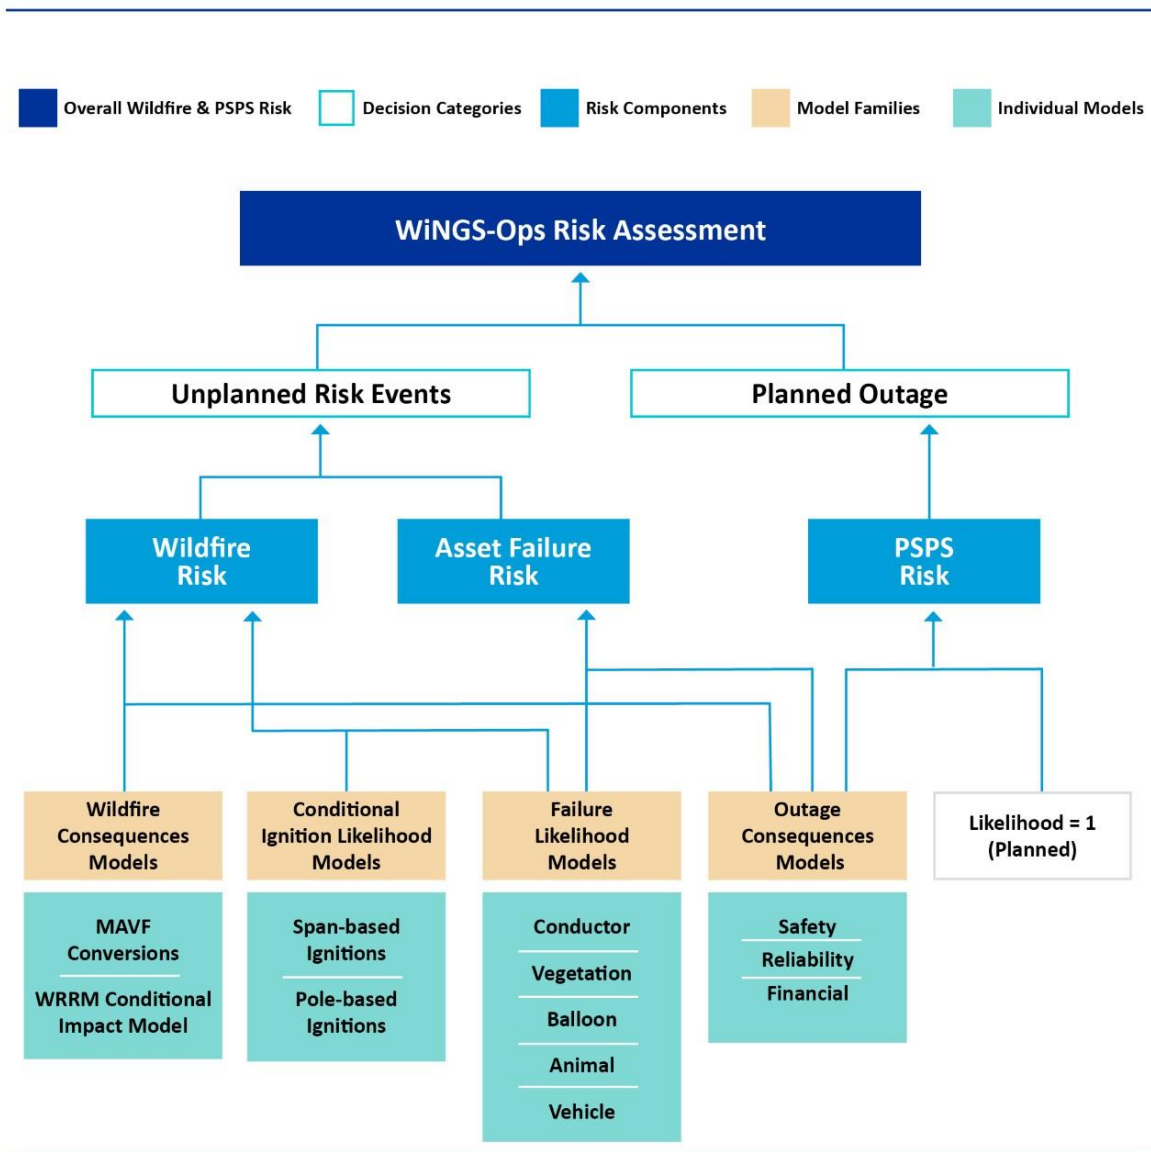 Overall Wildfire & PSPS Risk
Decision Categories
Risk Components
Model Families
Individual Models
WiNGS-Ops Risk Assessment
Unplanned Risk Events
Planned Outage
Wildfire
Risk
Asset Failure
Risk
PSPS
Risk
Wildfire
Consequences
Models
Conditional
Ignition Likelihood
Models
Failure
Likelihood
Models
Outage
Consequences
Models
Likelihood = 1
(Planned)
MAVF
Conversions
WRRM Conditional
Impact Model
Span-based
Ignitions
Pole-based
Ignitions
Conductor
Vegetation
Balloon
Animal
Vehicle
Safety
Reliability
Financial